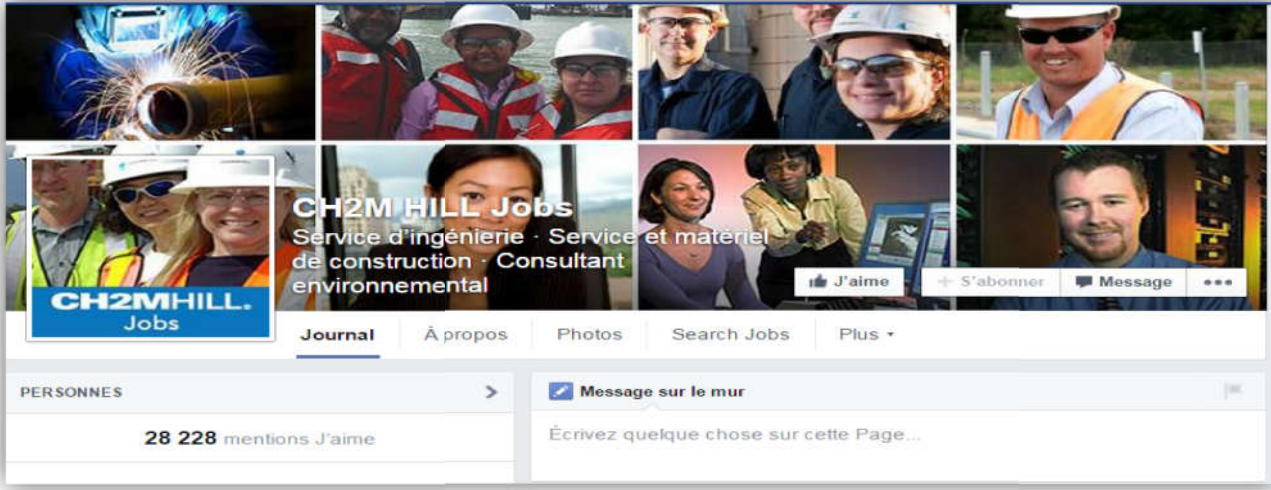 CH2M HILL Jobs
Service d'ingénierie · Service et matériel
de construction · Consultant
environnemental
CH2MHILL.
Jobs
J'aime
+ S'abonner
Message
Journal
À propos
Photos
Search Jobs
Plus
PERSONNES
28 228 mentions J'aime
Message sur le mur
Écrivez quelque chose sur cette Page...